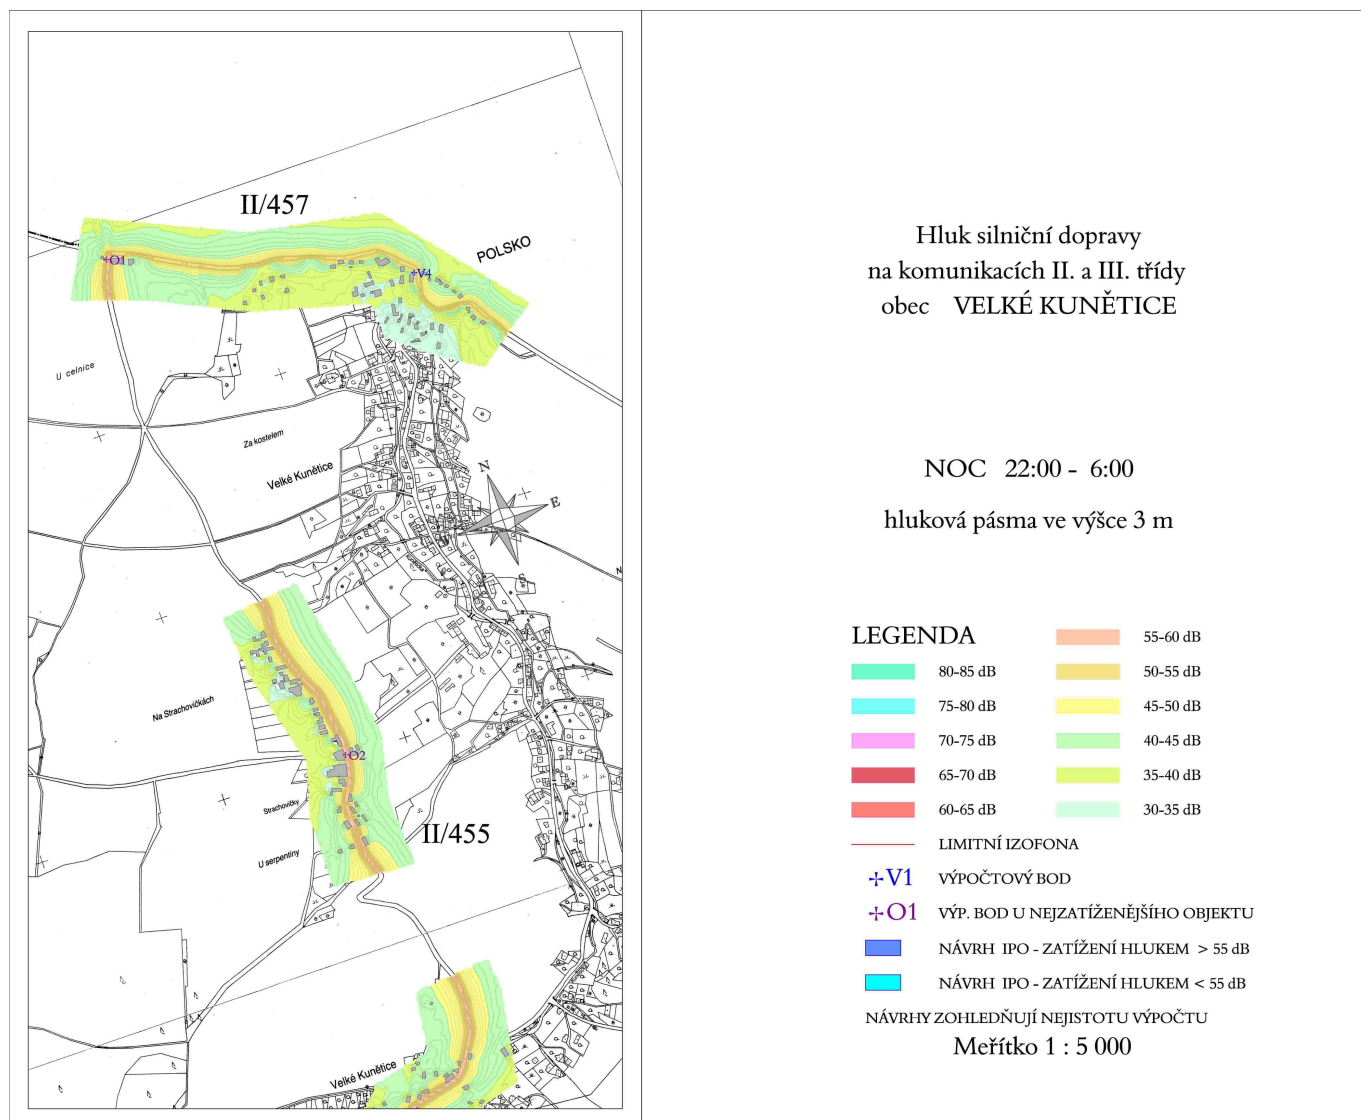 II/457
POLSKO
O1
V4
U celnice
Za kostelem
Velké Kunětice
N
E
Na Strachovičkách
O2
Strachovičky
II/455
U serpentiny
Velké Kunětice
Hluk silniční dopravy
na komunikacích II. a III. třídy
obec VELKÉ KUNĚTICE
NOC 22:00 - 6:00
hluková pásma ve výšce 3 m
LEGENDA
80-85 dB
75-80 dB
70-75 dB
65-70 dB
60-65 dB
55-60 dB
50-55 dB
45-50 dB
40-45 dB
35-40 dB
30-35 dB
LIMITNÍ IZOFONA
V1 VÝPOČTOVÝ BOD
O1 VÝP. BOD U NEJZATÍŽENĚJŠÍHO OBJEKTU
NÁVRH IPO - ZATÍŽENÍ HLUKEM > 55 dB
NÁVRH IPO - ZATÍŽENÍ HLUKEM < 55 dB
NÁVRHY ZOHLEDŇUJÍ NEJISTOTU VÝPOČTU
Meřítko 1 : 5 000